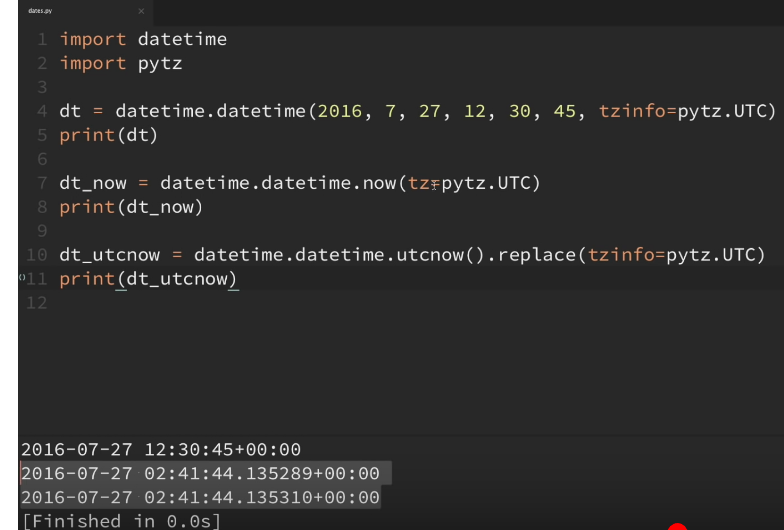 dates.py ×
1 import datetime
2 import pytz
3
4 dt = datetime.datetime(2016, 7, 27, 12, 30, 45, tzinfo=pytz.UTC)
5 print(dt)
6
7 dt_now = datetime.datetime.now(tz=pytz.UTC)
8 print(dt_now)
9
10 dt_utcnow = datetime.datetime.utcnow().replace(tzinfo=pytz.UTC)
11 print(dt_utcnow)
12
2016-07-27 12:30:45+00:00
2016-07-27 02:41:44.135289+00:00
2016-07-27 02:41:44.135310+00:00
[Finished in 0.0s]